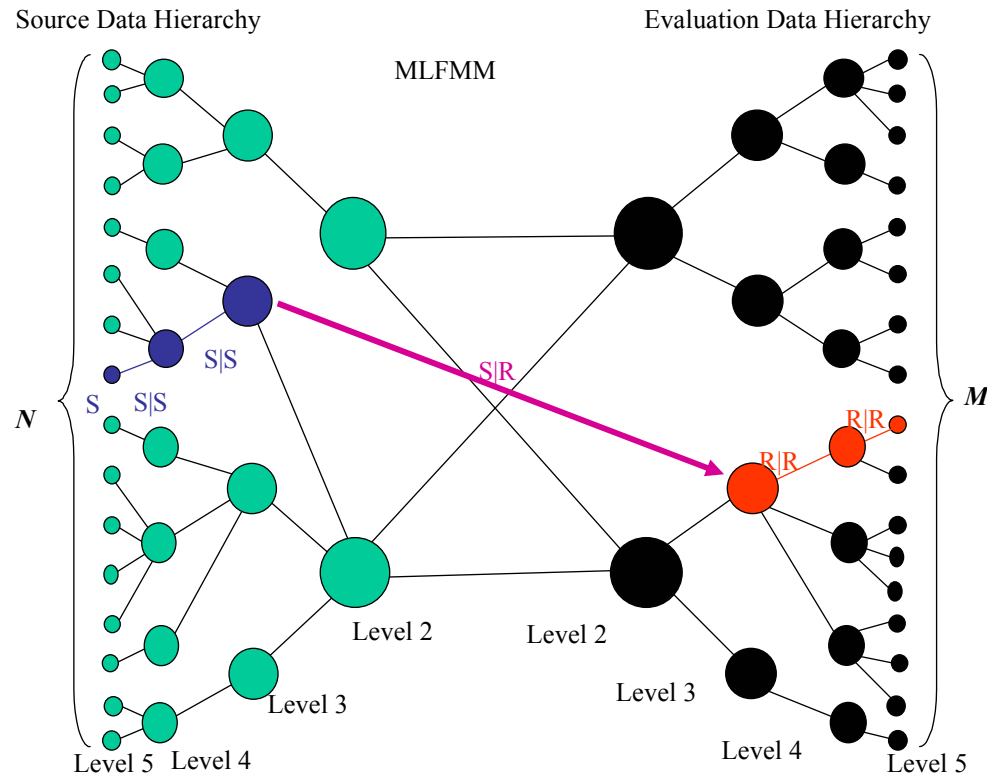 Source Data Hierarchy
Evaluation Data Hierarchy
MLFMM
S|S
S|R
S
S|S
N
M
R|R
R|R
Level 2
Level 2
Level 3
Level 3
Level 5
Level 4
Level 4
Level 5